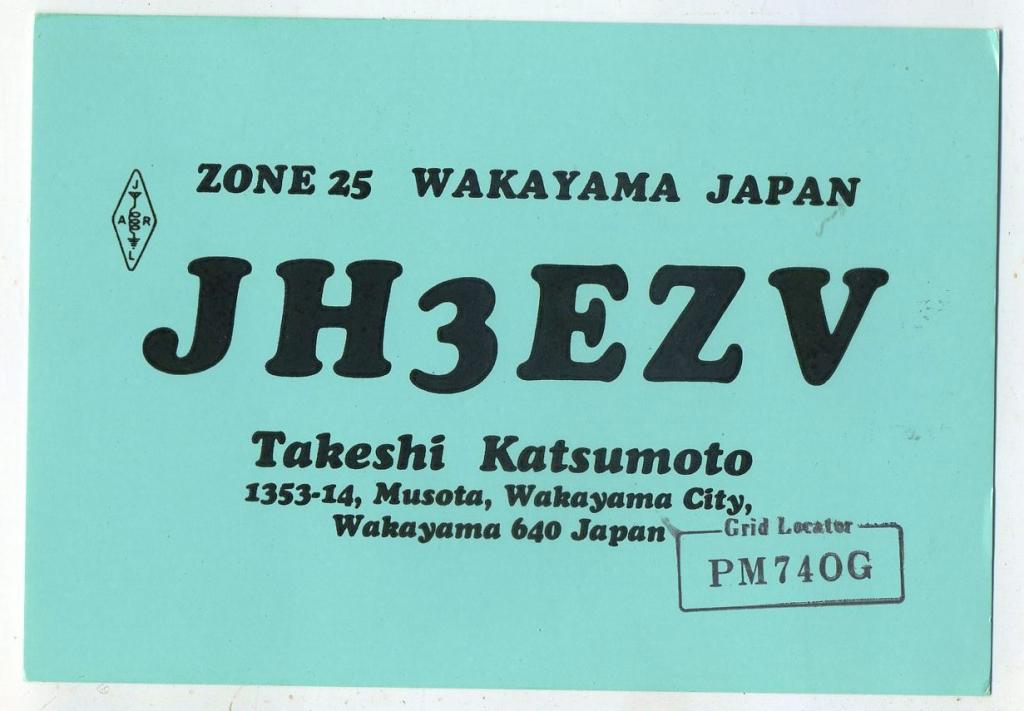 ZONE 25 WAKAYAMA JAPAN
J
A R
L
JH3EZV
Takeshi Katsumoto
1353-14, Musota, Wakayama City,
Wakayama 640 Japan
Grid Locator
PM74OG